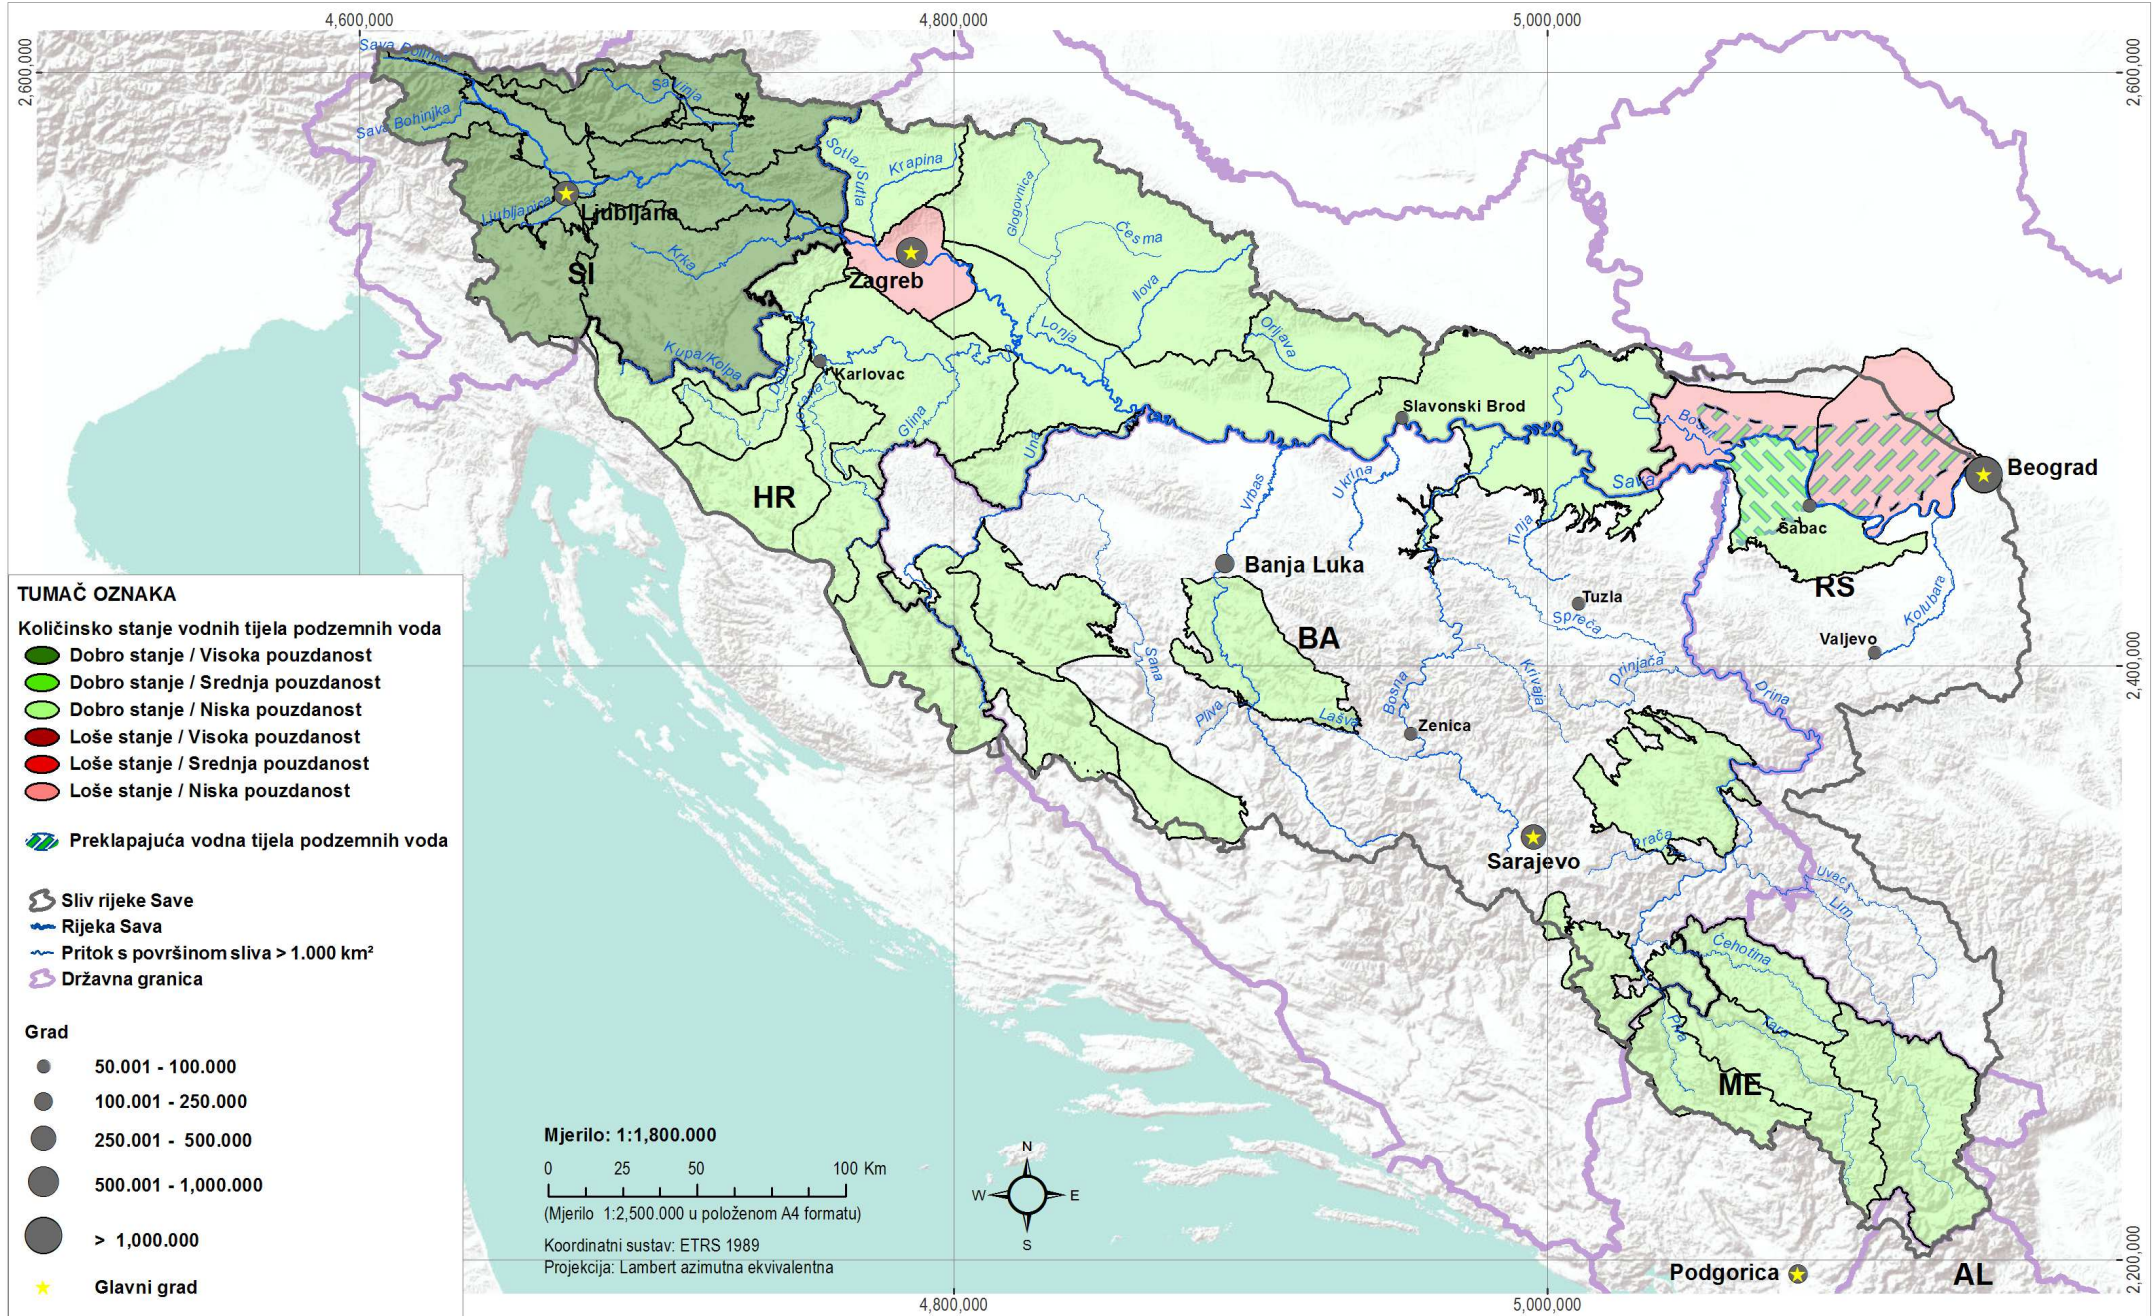 4,600,000
4,800,000
5,000,000
2,600,000
2,600,000
Sava Dolinka
Savinja
Sava Bohinjka
Sotla/Sutla
Krapina
Glogovnica
Česma
Ljubljanica
Ljubljana
Krka
SI
Zagreb
Ilova
Lonja
Orljava
Kupa/Kolpa
Dobra
Karlovac
Korana
Glina
Una
Slavonski Brod
Bosut
Sava
Beograd
HR
Vrbas
Ukrina
Tinja
Šabac
Banja Luka
RS
Kolubara
Tuzla
Spreča
BA
Valjevo
Sana
Krivaja
Drinjača
2,400,000
Drina
Bosna
Pliva
Lašva
Zenica
Prača
Sarajevo
Uvac
Lim
Ćehotina
Piva
Tara
ME
Podgorica
AL
2,200,000
4,800,000
5,000,000
TUMAČ OZNAKA
Količinsko stanje vodnih tijela podzemnih voda
Dobro stanje / Visoka pouzdanost
Dobro stanje / Srednja pouzdanost
Dobro stanje / Niska pouzdanost
Loše stanje / Visoka pouzdanost
Loše stanje / Srednja pouzdanost
Loše stanje / Niska pouzdanost
Preklapajuća vodna tijela podzemnih voda
Sliv rijeke Save
Rijeka Sava
Pritok s površinom sliva > 1.000 km²
Državna granica
Grad
50.001 - 100.000
100.001 - 250.000
250.001 - 500.000
500.001 - 1,000.000
> 1,000.000
Glavni grad
Mjerilo: 1:1,800.000
0 25 50 100 Km
(Mjerilo 1:2,500.000 u položenom A4 formatu)
Koordinatni sustav: ETRS 1989
Projekcija: Lambert azimutna ekvivalentna
N
W E
S